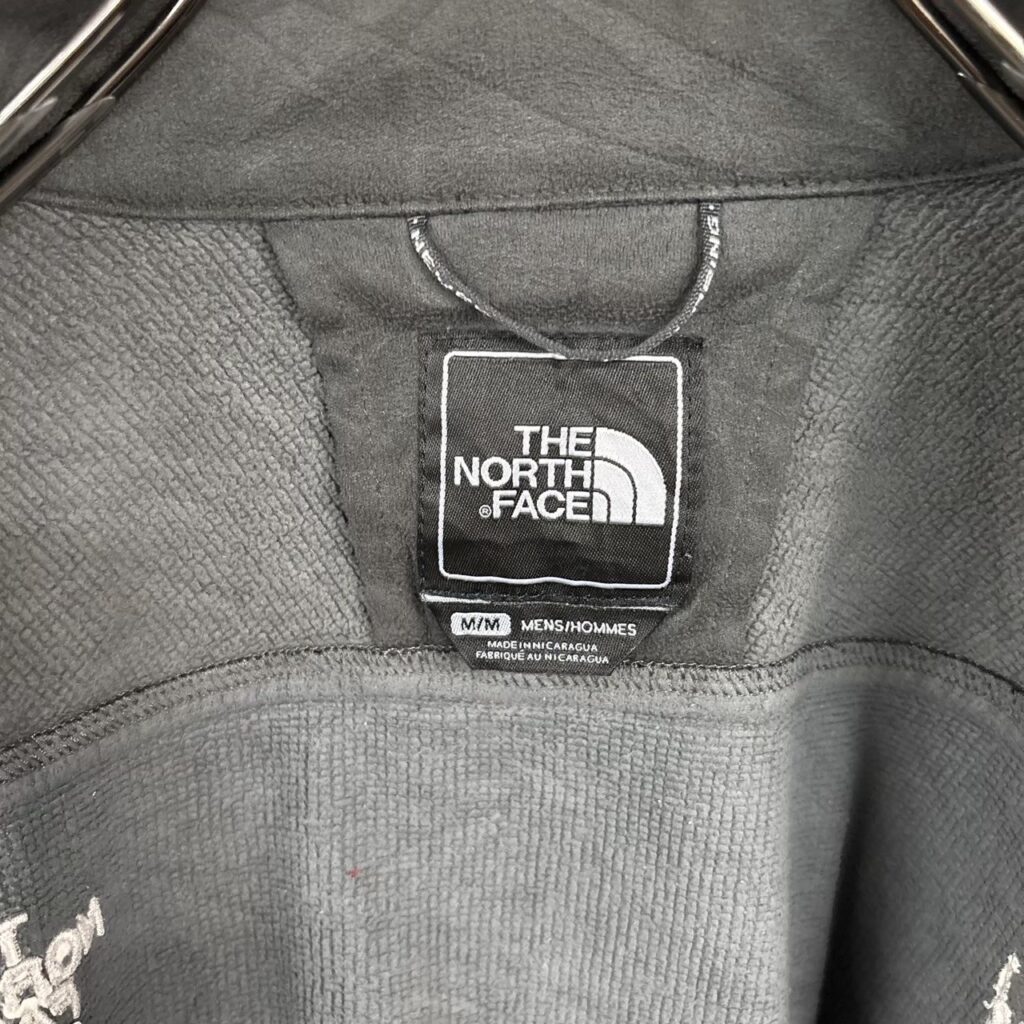 THE
NORTH
®FACE
M/M MENS/HOMMES
MADE IN NICARAGUA
FABRIQUÉ AU NICARAGUA